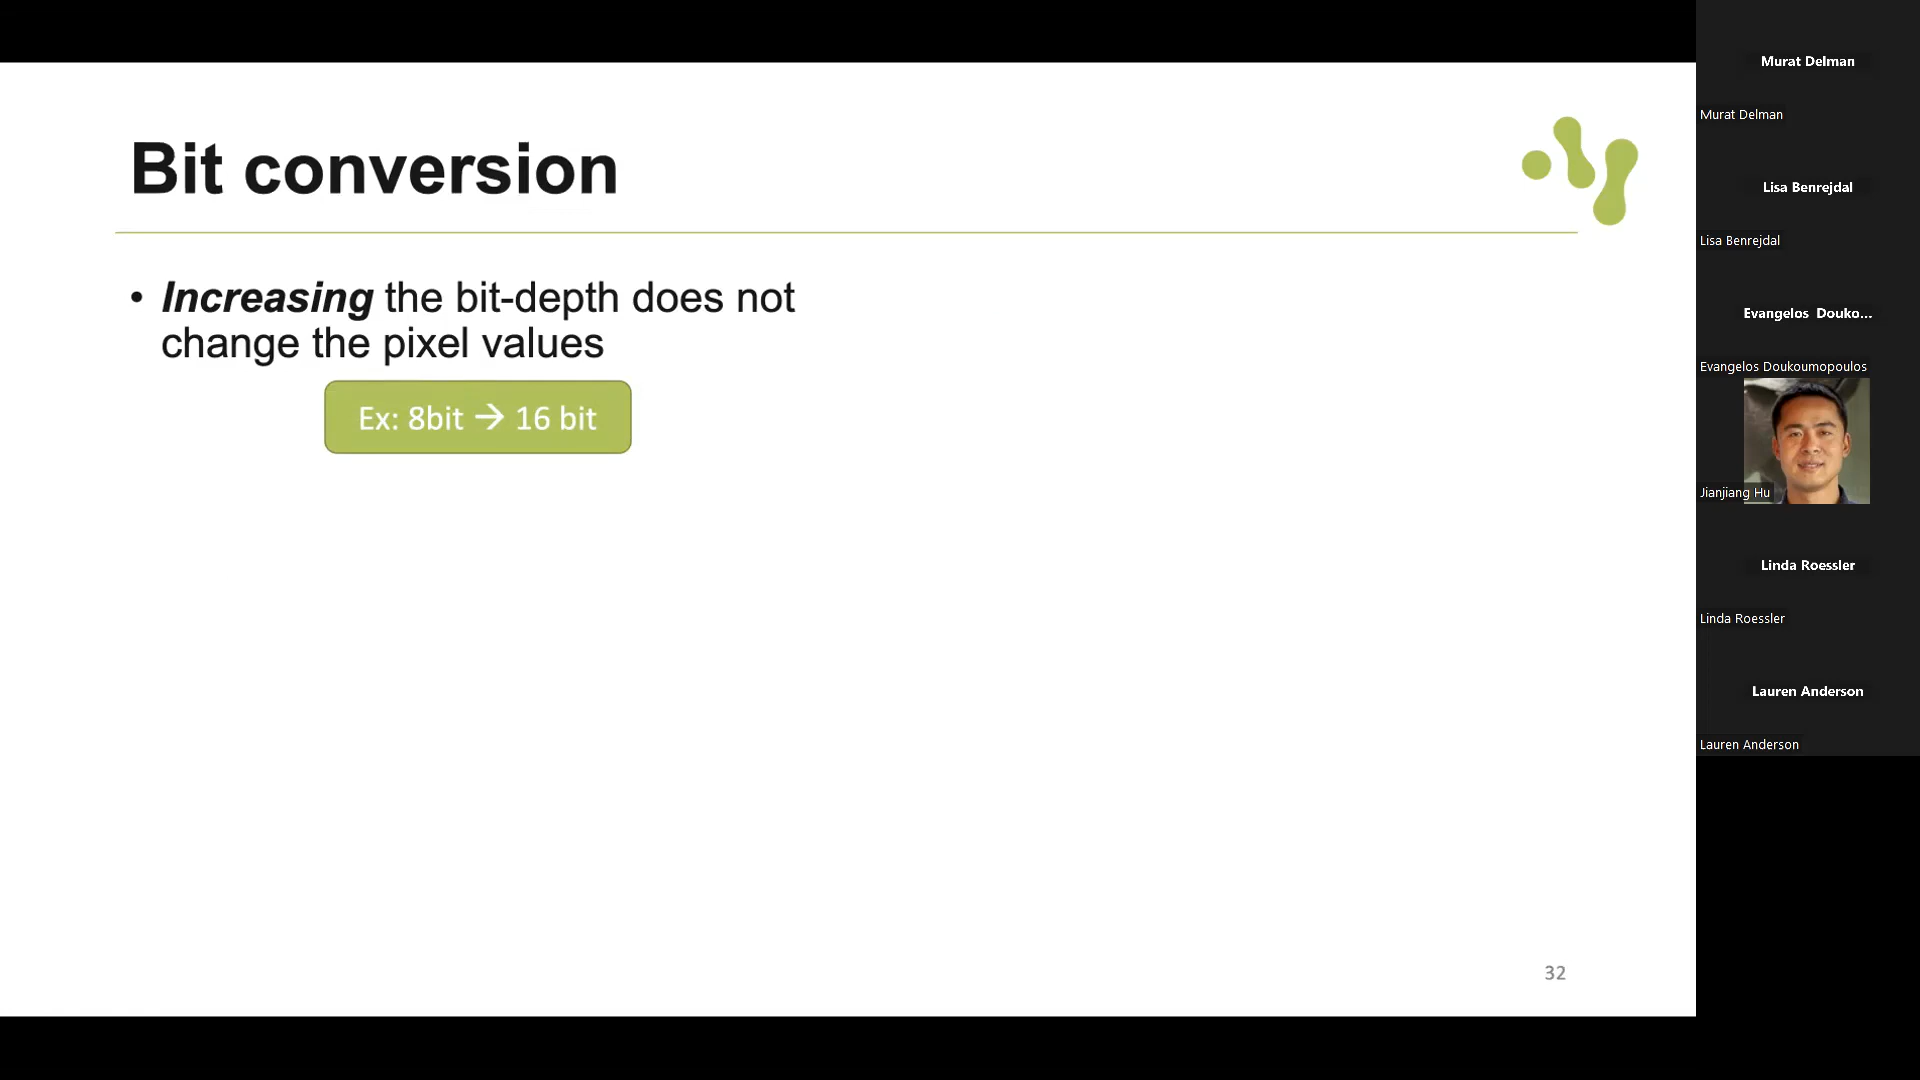 Bit conversion
• Increasing the bit-depth does not
change the pixel values
Ex: 8bit → 16 bit
32
Murat Delman
Murat Delman
Lisa Benrejdal
Lisa Benrejdal
Evangelos Douko...
Evangelos Doukoumopoulos
Jianjiang Hu
Linda Roessler
Linda Roessler
Lauren Anderson
Lauren Anderson